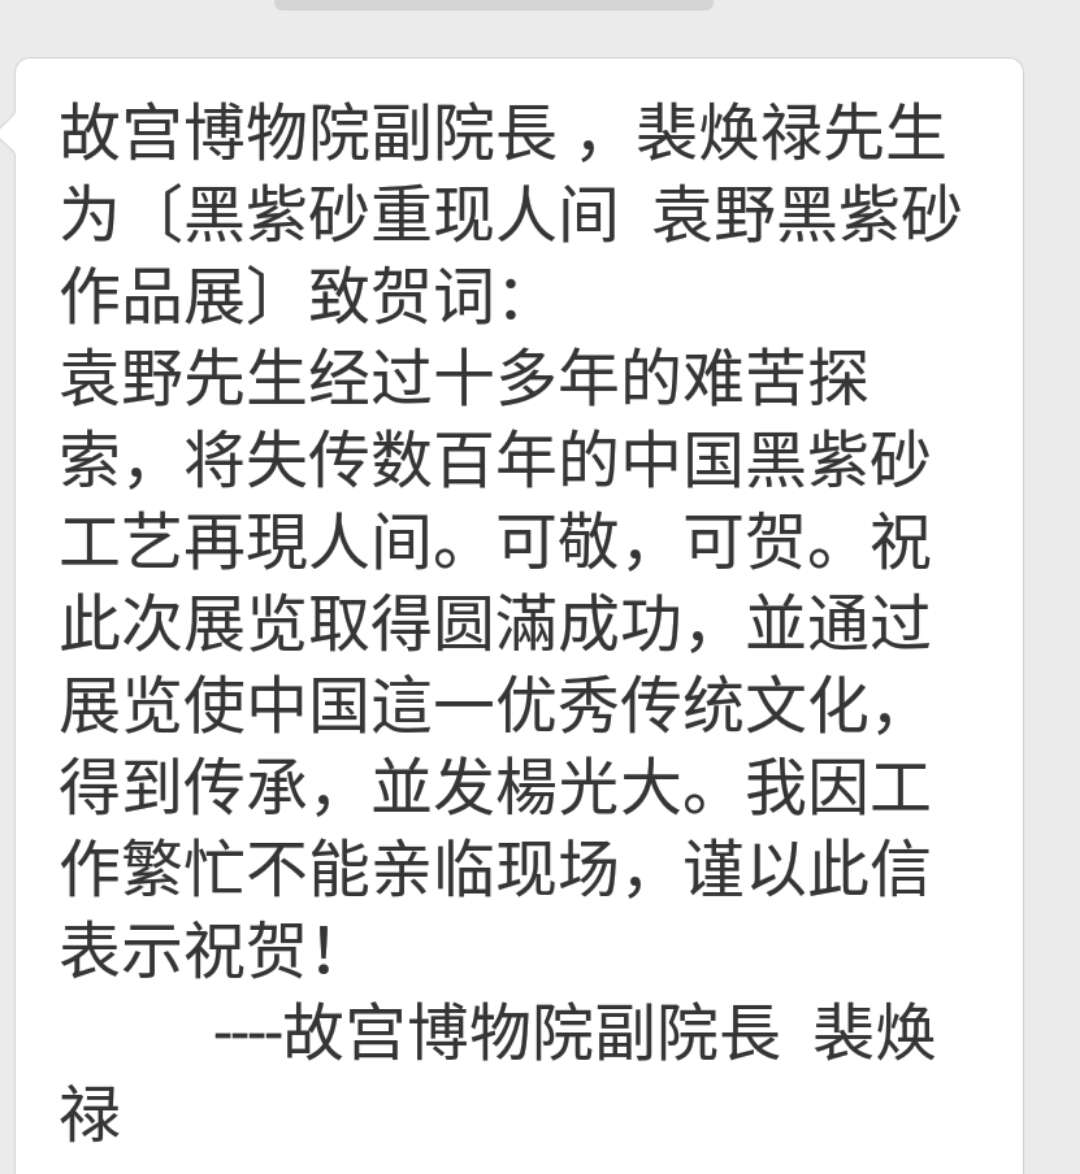 故宫博物院副院長 ，裴焕禄先生
为〔黑紫砂重现人间  袁野黑紫砂
作品展〕致贺词：
袁野先生经过十多年的难苦探
索，将失传数百年的中国黑紫砂
工艺再現人间。可敬，可贺。祝
此次展览取得圆滿成功，並通过
展览使中国這一优秀传统文化，
得到传承，並发楊光大。我因工
作繁忙不能亲临现场，谨以此信
表示祝贺！
----故宫博物院副院長  裴焕
禄